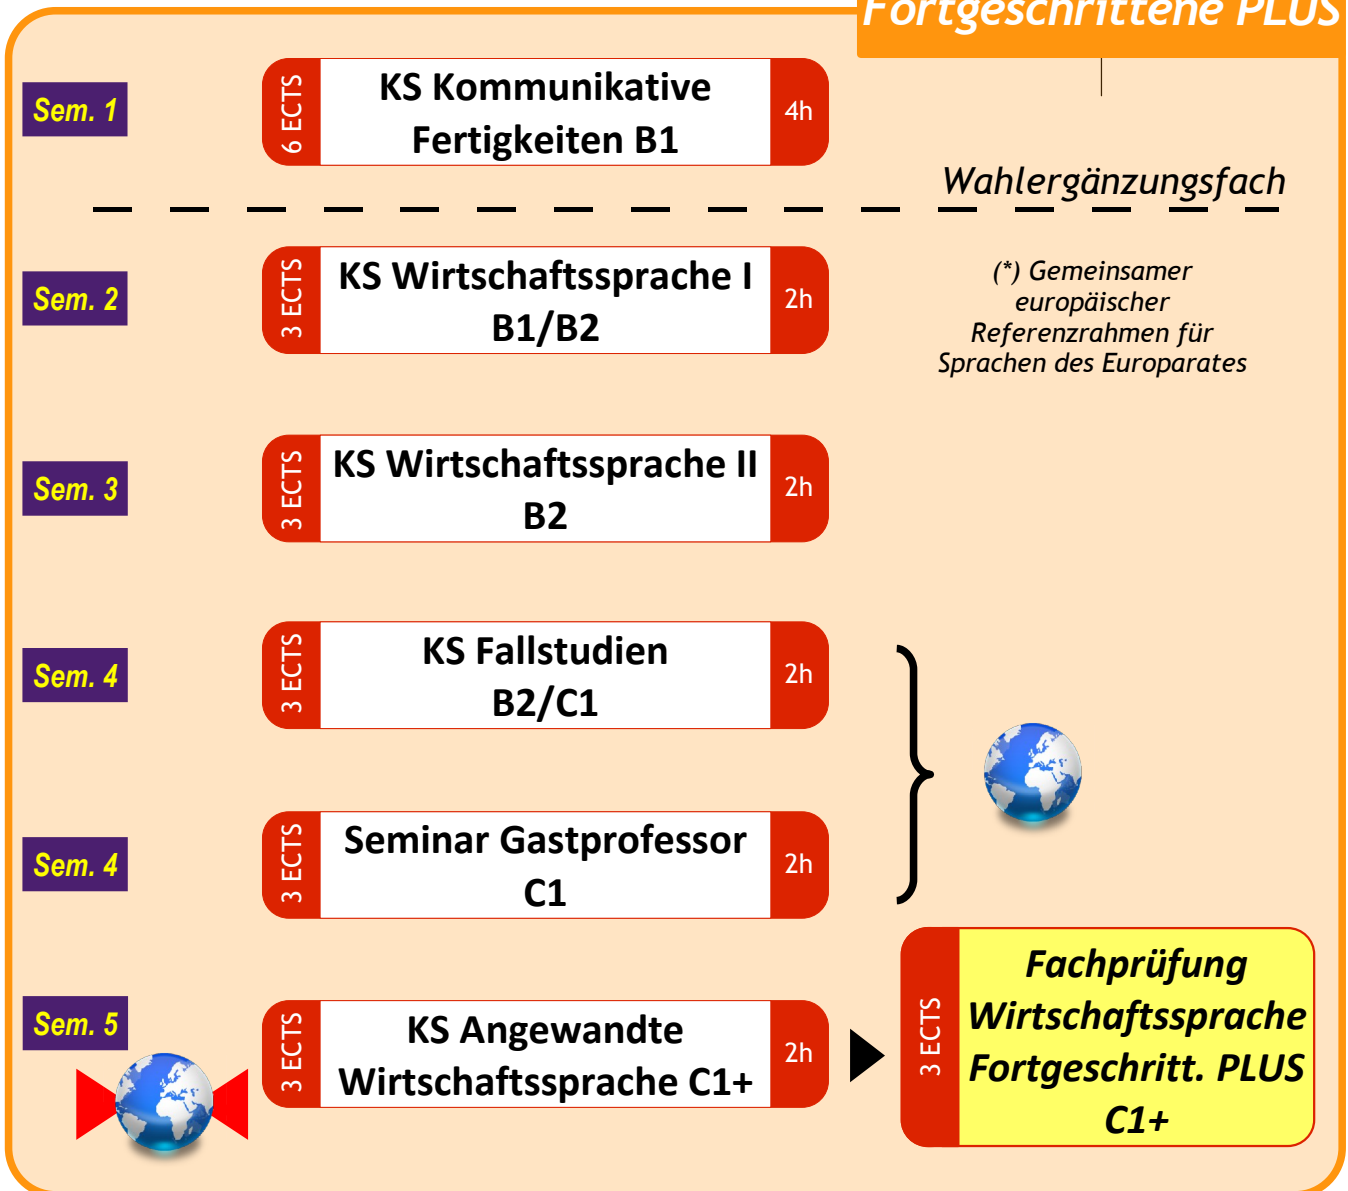 Fortgeschrittene PLUS
Sem. 1
6 ECTS
KS Kommunikative
Fertigkeiten B1
4h
Wahlergänzungsfach
Sem. 2
3 ECTS
KS Wirtschaftssprache I
B1/B2
2h
(*) Gemeinsamer
europäischer
Referenzrahmen für
Sprachen des Europarates
Sem. 3
3 ECTS
KS Wirtschaftssprache II
B2
2h
Sem. 4
3 ECTS
KS Fallstudien
B2/C1
2h
Sem. 4
3 ECTS
Seminar Gastprofessor
C1
2h
Sem. 5
3 ECTS
KS Angewandte
Wirtschaftssprache C1+
2h
3 ECTS
Fachprüfung
Wirtschaftssprache
Fortgeschritt. PLUS
C1+